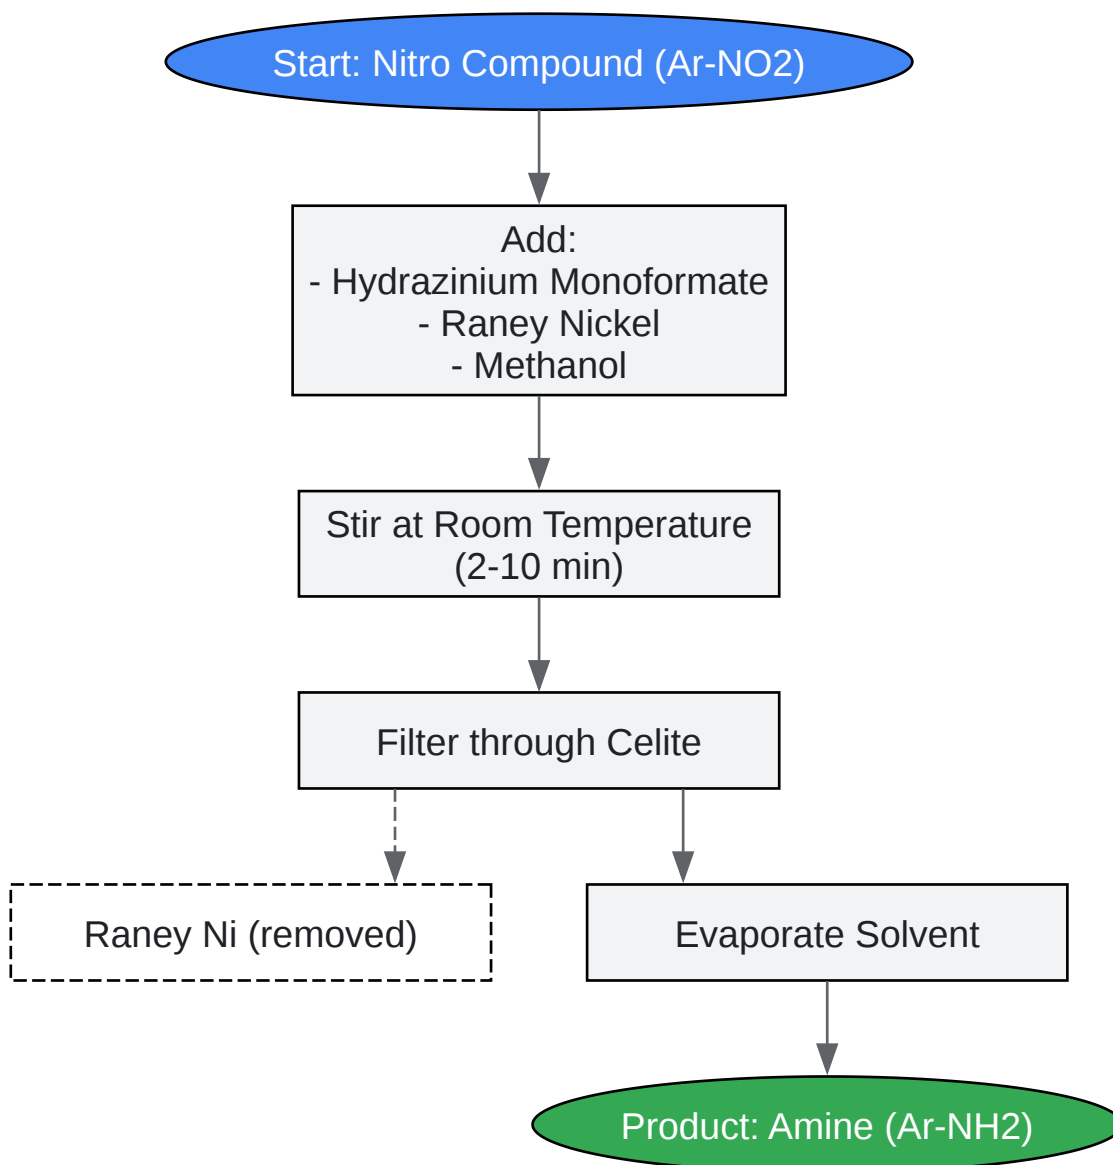 Start: Nitro Compound (Ar-NO2)
Add:
- Hydrazinium Monoformate
- Raney Nickel
- Methanol
Stir at Room Temperature
(2-10 min)
Filter through Celite
Raney Ni (removed)
Evaporate Solvent
Product: Amine (Ar-NH2)